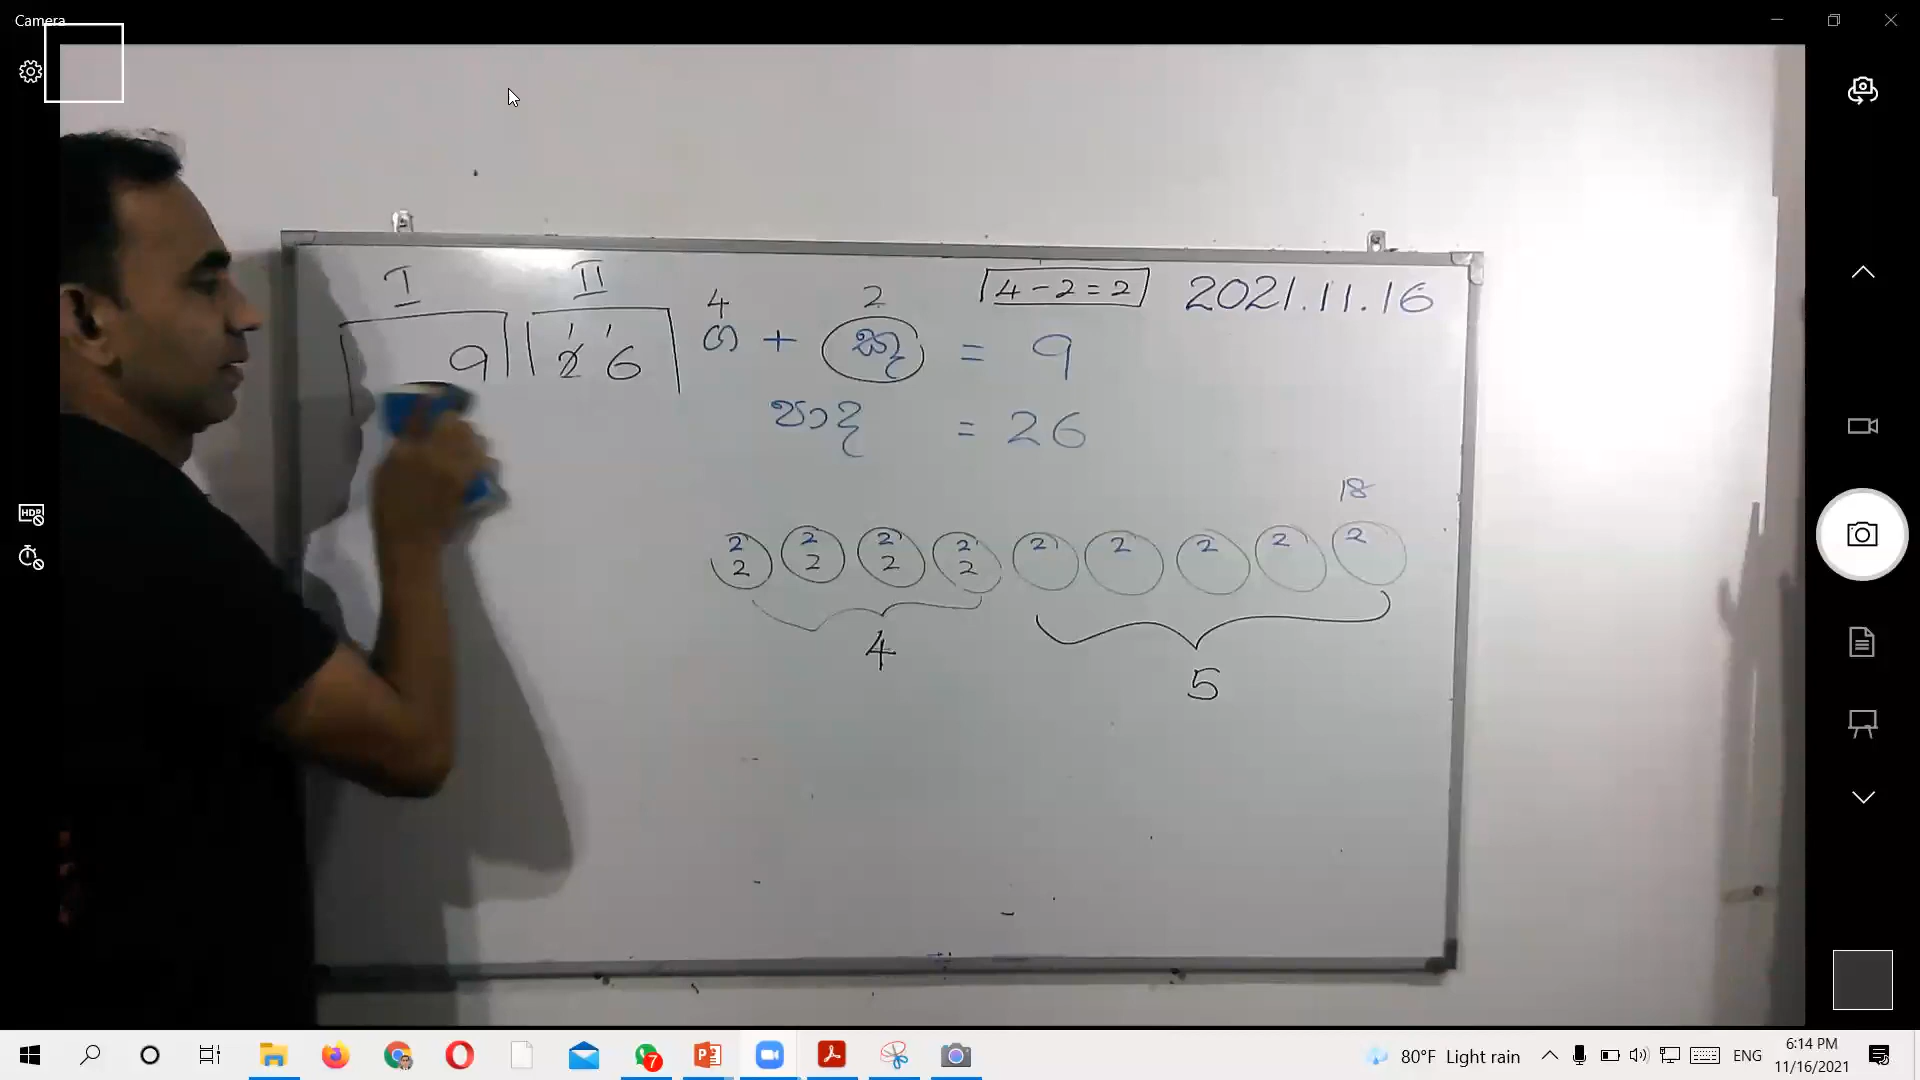 Camera
I II
4 2
4 - 2 = 2
2021.11.16
9 2 6
ග + කු = 9
පාද = 26
18
2 2 2 2 2 2 2 2 2
2 2 2 2
4
5
7
80°F Light rain
ENG
6:14 PM
11/16/2021